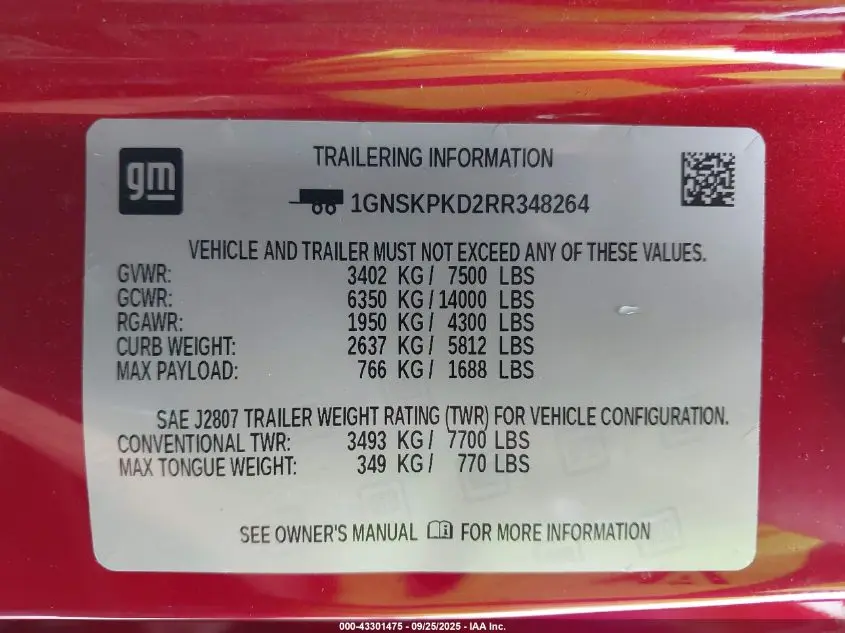 gm
TRAILERING INFORMATION
1GNSKPKD2RR348264
VEHICLE AND TRAILER MUST NOT EXCEED ANY OF THESE VALUES.
GVWR: 3402 KG/ 7500 LBS
GCWR: 6350 KG/14000 LBS
RGAWR: 1950 KG/ 4300 LBS
CURB WEIGHT: 2637 KG/ 5812 LBS
MAX PAYLOAD: 766 KG/ 1688 LBS
SAE J2807 TRAILER WEIGHT RATING (TWR) FOR VEHICLE CONFIGURATION.
CONVENTIONAL TWR: 3493 KG/ 7700 LBS
MAX TONGUE WEIGHT: 349 KG/ 770 LBS
SEE OWNER'S MANUAL FOR MORE INFORMATION
000-43301475 - 09/25/2025 - IAA Inc.